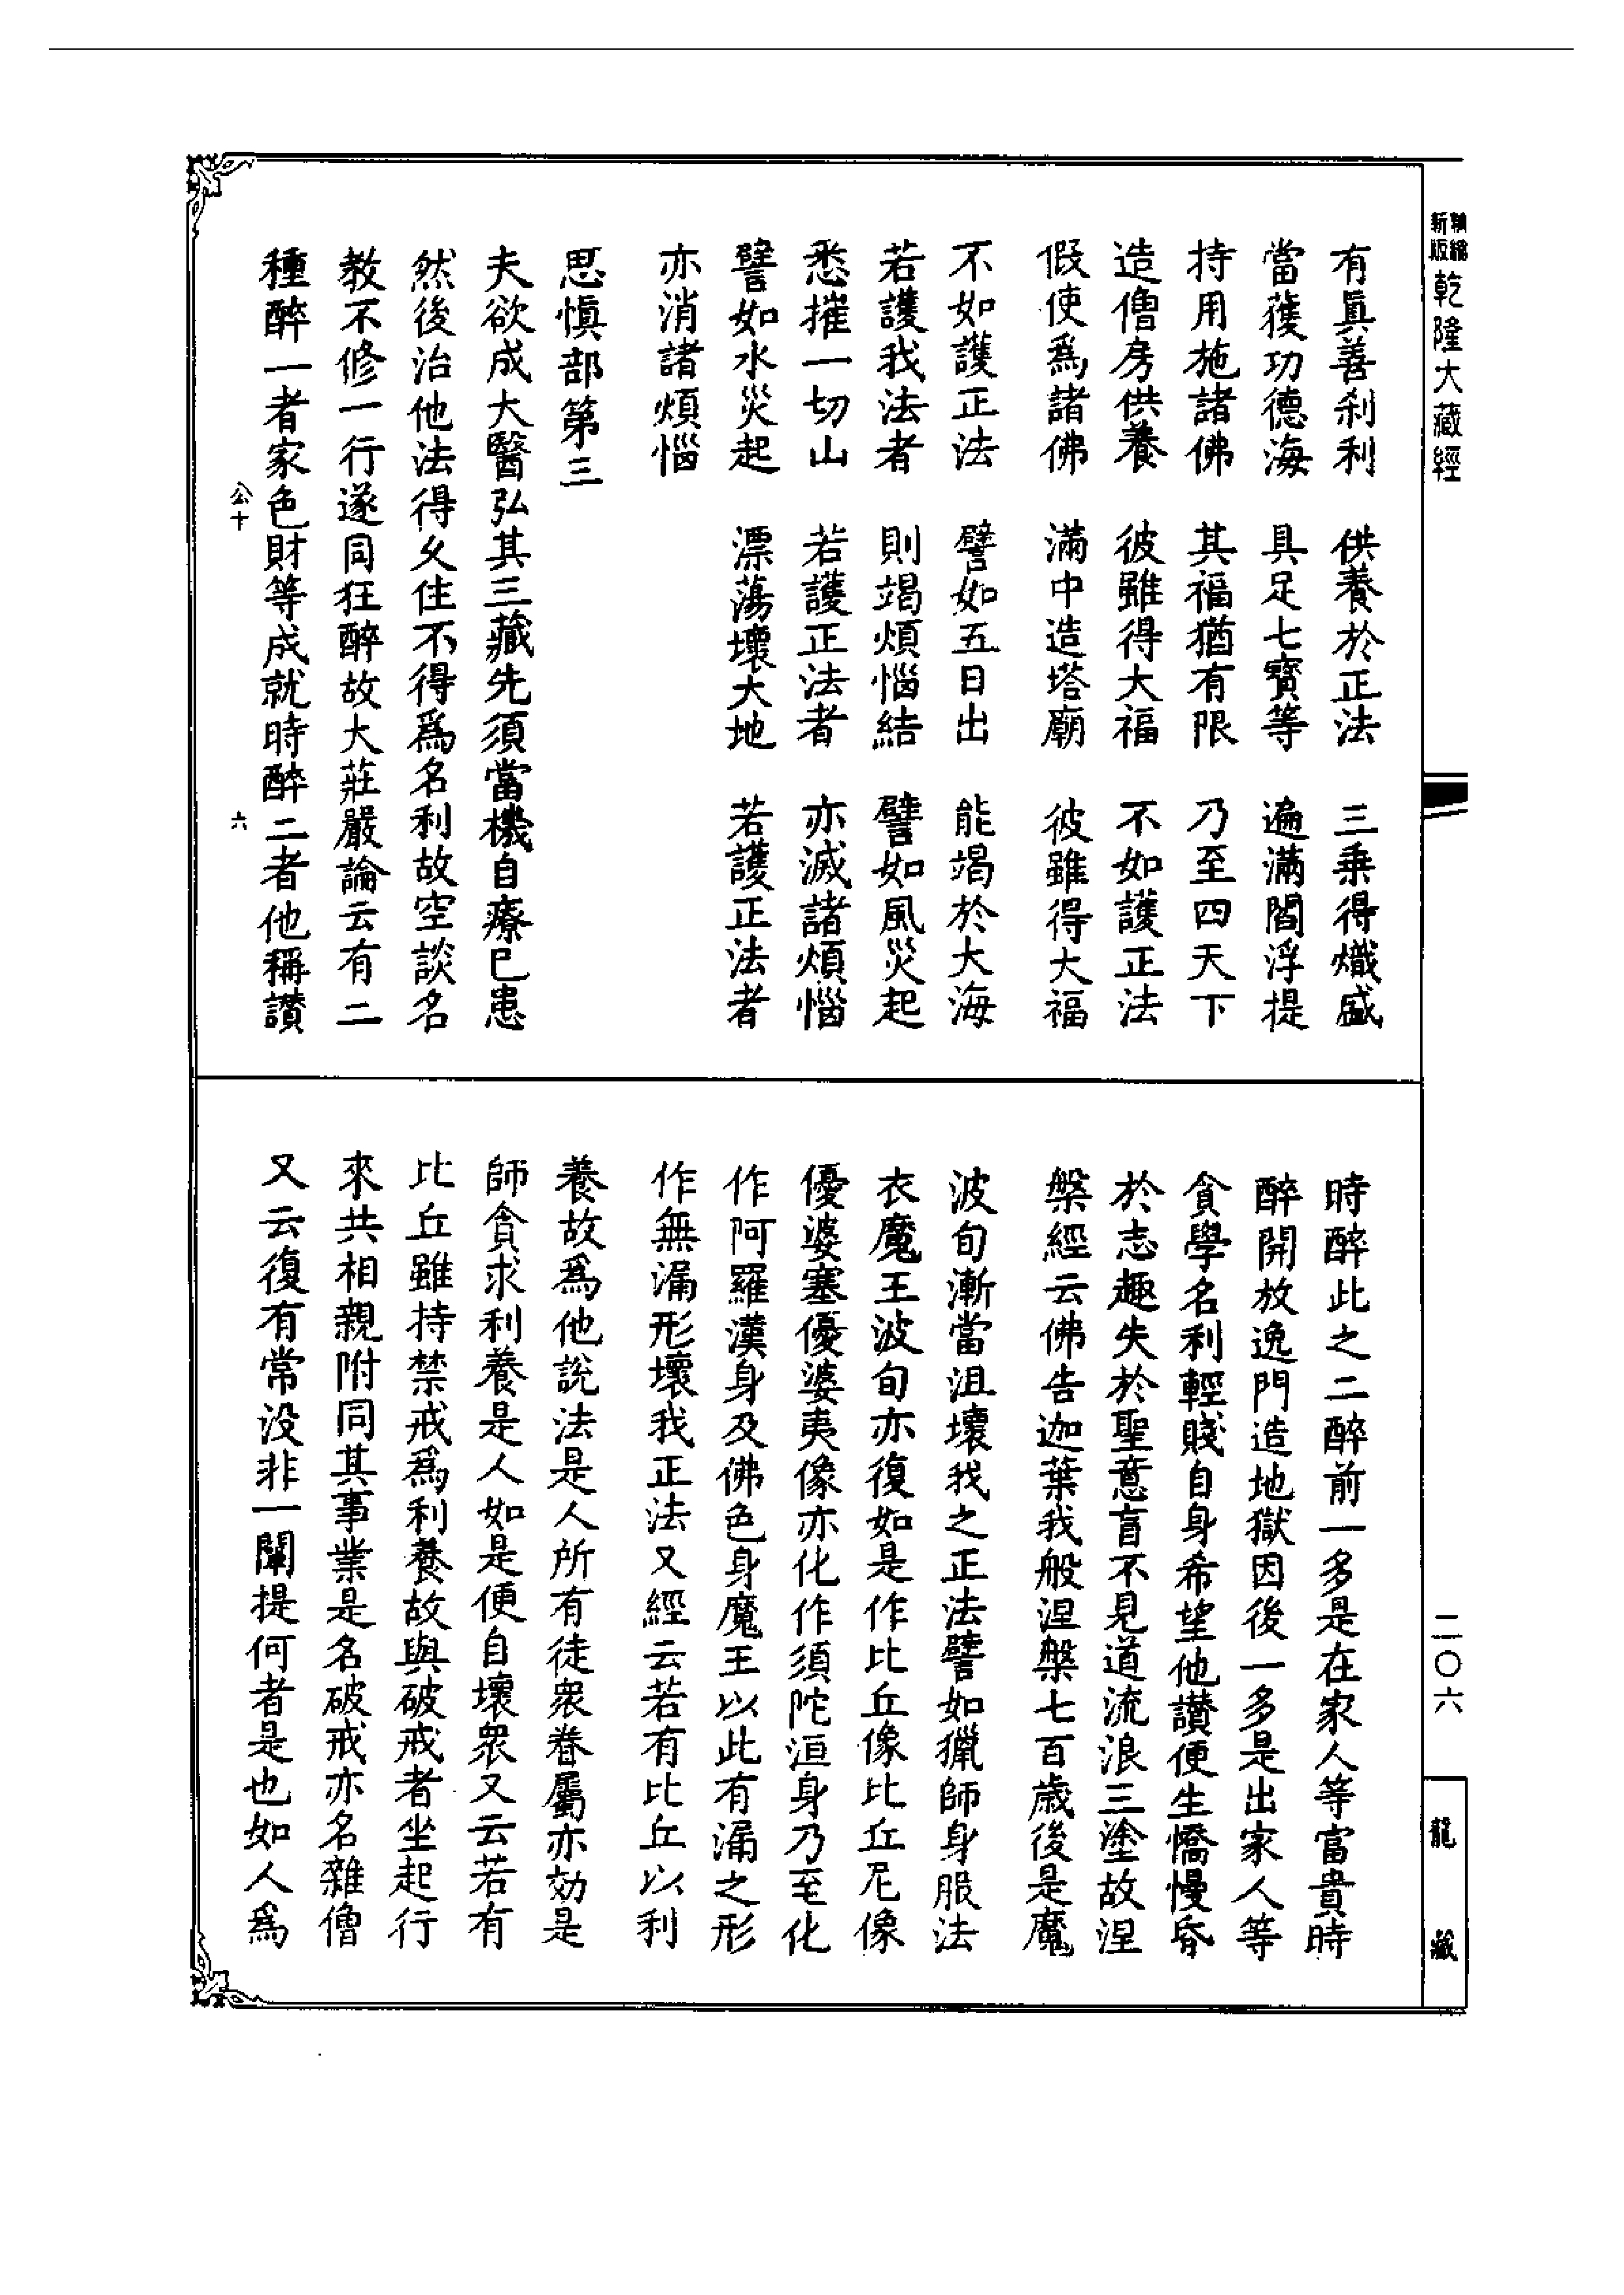 新版精縮
乾隆大藏經
有眞善刹利　供養於正法　三乗得熾盛
當獲功德海　具足七寳等　遍滿閻浮提
持用施諸佛　其福猶有限　乃至四天下
造僧房供養　彼雖得大福　不如護正法
假使爲諸佛　滿中造塔廟　彼雖得大福
不如護正法　譬如五日出　能竭於大海
若護我法者　則竭煩惱結　譬如風災起
悉摧一切山　若護正法者　亦滅諸煩惱
譬如水災起　漂蕩壞大地　若護正法者
亦消諸煩惱
思愼部第三
夫欲成大醫弘其三藏先須當機自療已患
然後治他法得久住不得爲名利故空談名
教不修一行遂同狂醉故大莊嚴論云有二
種醉一者家色財等成就時醉二者他稱讃
公十　六
時醉此之二醉前一多是在家人等富貴時
醉開放逸門造地獄因後一多是出家人等
貪學名利輕賤自身希望他讃便生憍慢昏
於志趣失於聖意盲不見道流浪三塗故涅
槃經云佛告迦葉我般涅槃七百歳後是魔
波旬漸當沮壞我之正法譬如獵師身服法
衣魔王波旬亦復如是作比丘像比丘尼像
優婆塞優婆夷像亦化作須陀洹身乃至化
作阿羅漢身及佛色身魔王以此有漏之形
作無漏形壞我正法又經云若有比丘以利
養故爲他說法是人所有徒衆眷屬亦効是
師貪求利養是人如是便自壞衆又云若有
比丘雖持禁戒爲利養故與破戒者坐起行
來共相親附同其事業是名破戒亦名雜僧
又云復有常没非一闡提何者是也如人爲
二〇六
龍藏